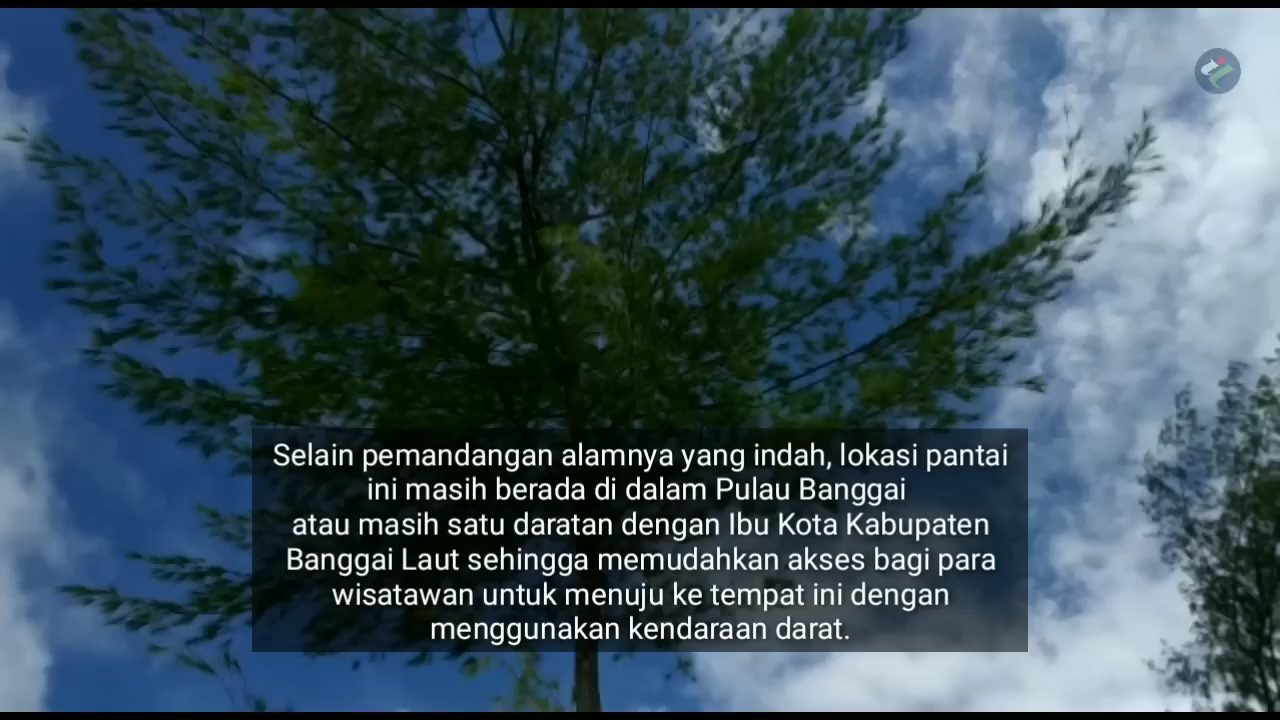 Selain pemandangan alamnya yang indah, lokasi pantai
ini masih berada di dalam Pulau Banggai
atau masih satu daratan dengan Ibu Kota Kabupaten
Banggai Laut sehingga memudahkan akses bagi para
wisatawan untuk menuju ke tempat ini dengan
menggunakan kendaraan darat.